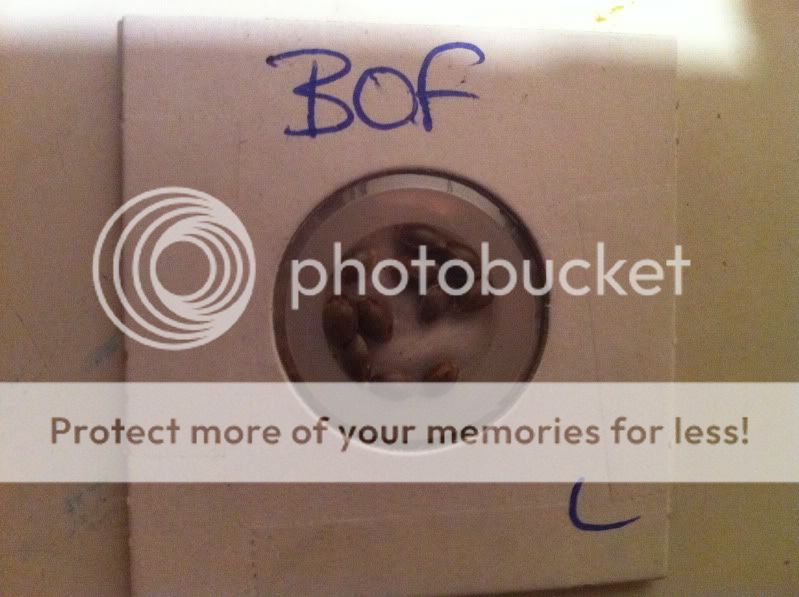 BOF
photobucket
Protect more of your memories for less!
L